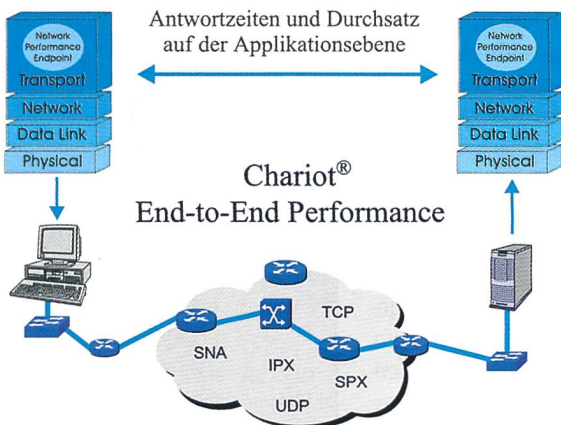 Antwortzeiten und Durchsatz
auf der Applikationsebene
Network
Performance
Endpoint
Transport
Network
Data Link
Physical
Network
Performance
Endpoint
Transport
Network
Data Link
Physical
Chariot®
End-to-End Performance
TCP
SNA
IPX
SPX
UDP